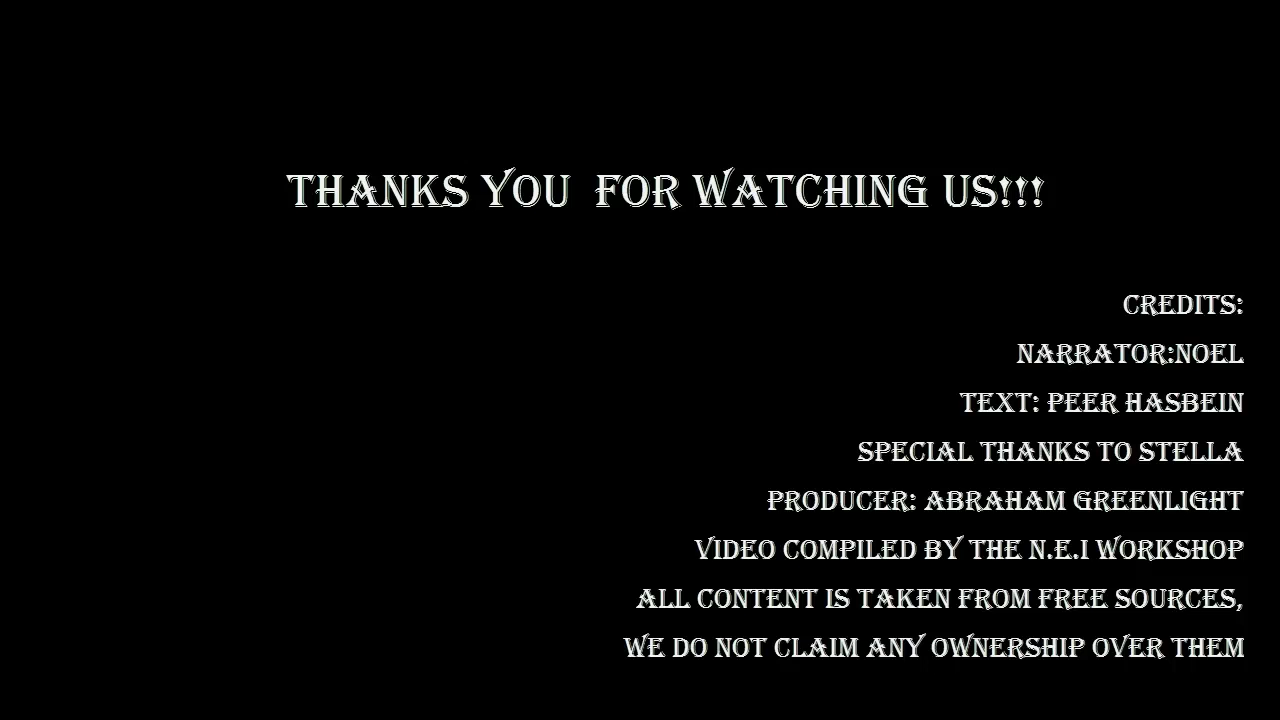 THANKS YOU FOR WATCHING US!!!
CREDITS:
NARRATOR:NOEL
TEXT: PEER HASBEIN
SPECIAL THANKS TO STELLA
PRODUCER: ABRAHAM GREENLIGHT
VIDEO COMPILED BY THE N.E.I WORKSHOP
ALL CONTENT IS TAKEN FROM FREE SOURCES,
WE DO NOT CLAIM ANY OWNERSHIP OVER THEM